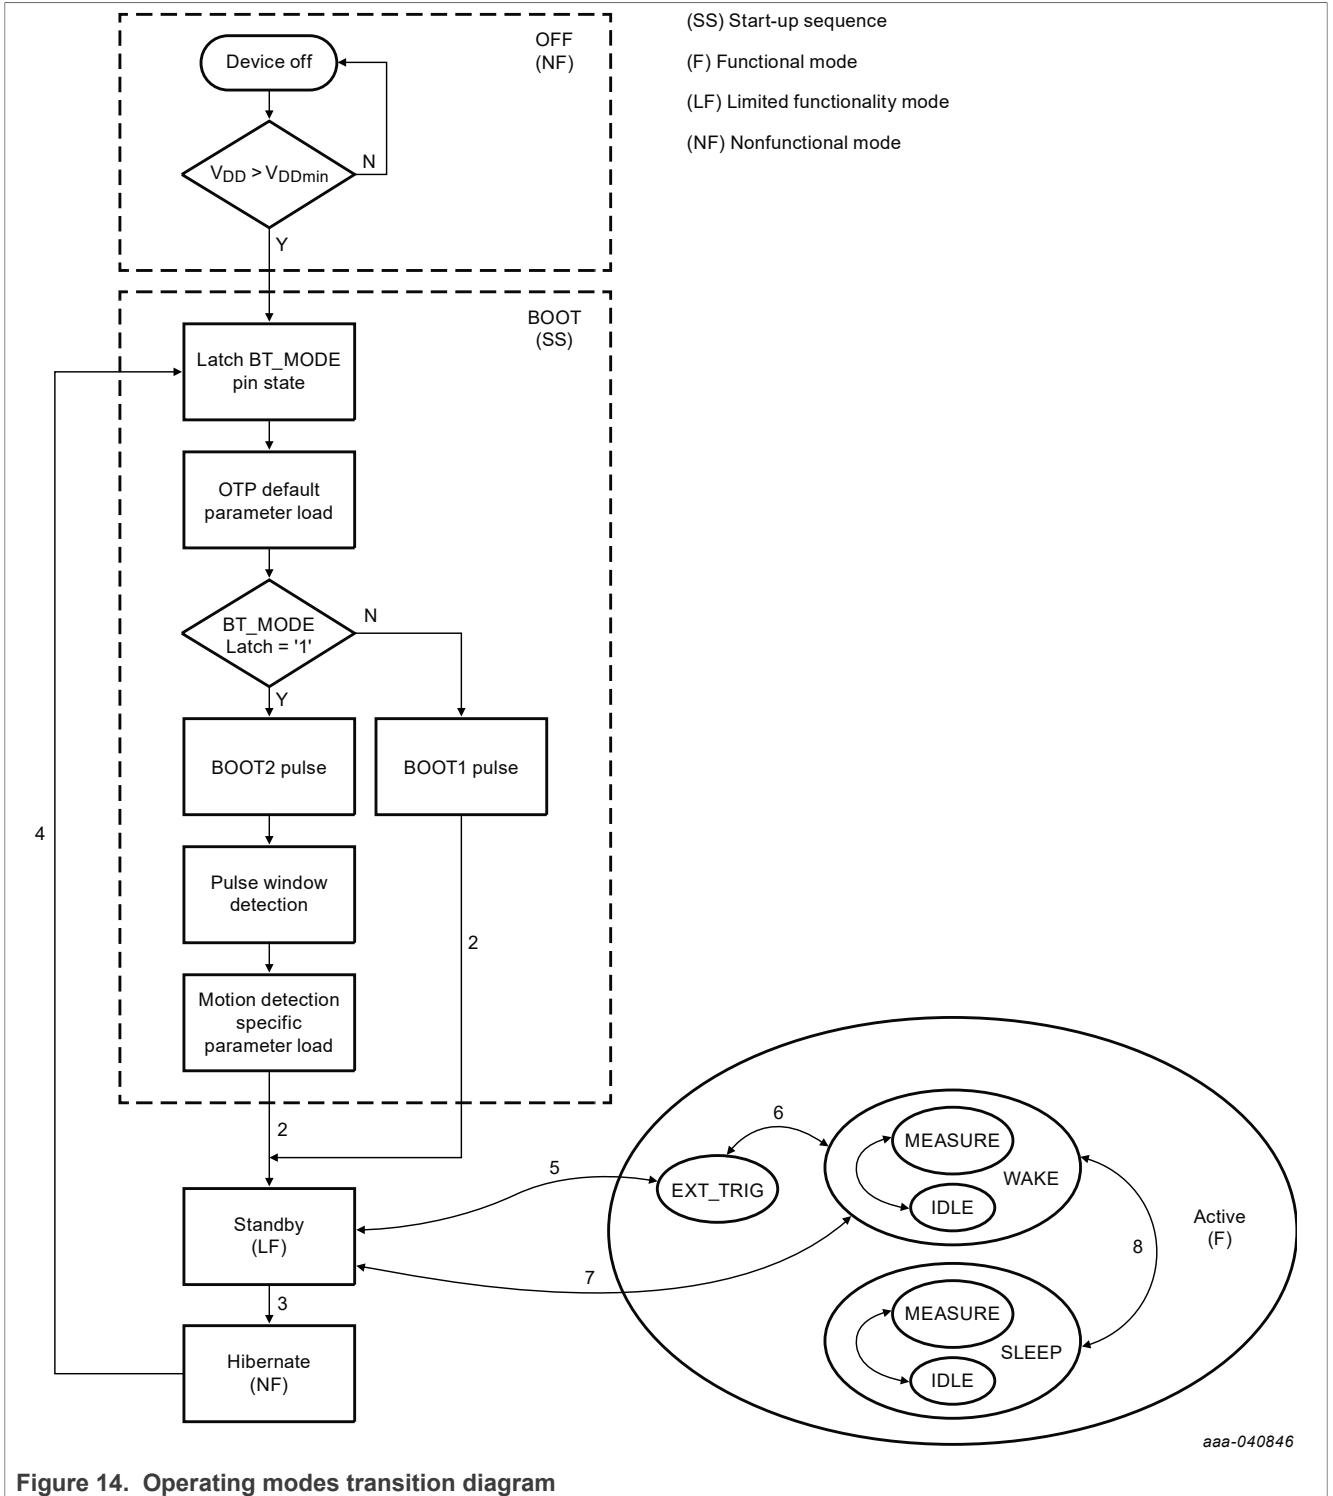 (SS) Start-up sequence
(F) Functional mode
(LF) Limited functionality mode
(NF) Nonfunctional mode
OFF
(NF)
Device off
VDD > VDDmin
N
Y
BOOT
(SS)
Latch BT_MODE
pin state
OTP default
parameter load
BT_MODE
Latch = '1'
N
Y
BOOT2 pulse
BOOT1 pulse
4
Pulse window
detection
2
Motion detection
specific
parameter load
2
Standby
(LF)
3
Hibernate
(NF)
5
6
7
EXT_TRIG
MEASURE
WAKE
IDLE
8
Active
(F)
MEASURE
SLEEP
IDLE
aaa-040846
Figure 14. Operating modes transition diagram